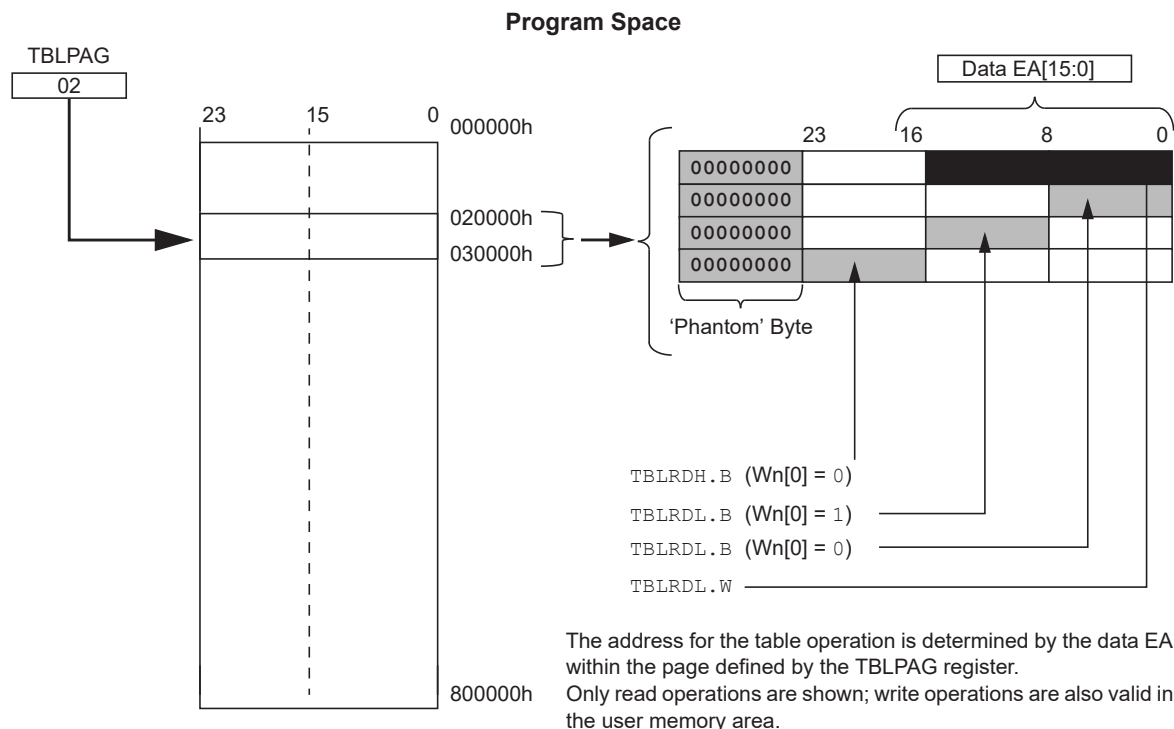 Program Space
TBLPAG
02
23 15 0
000000h
020000h
030000h
800000h
Data EA[15:0]
23 16 8 0
00000000
00000000
00000000
00000000
‘Phantom’ Byte
TBLRDH.B (Wn[0] = 0)
TBLRDL.B (Wn[0] = 1)
TBLRDL.B (Wn[0] = 0)
TBLRDL.W
The address for the table operation is determined by the data EA
within the page defined by the TBLPAG register.
Only read operations are shown; write operations are also valid in
the user memory area.